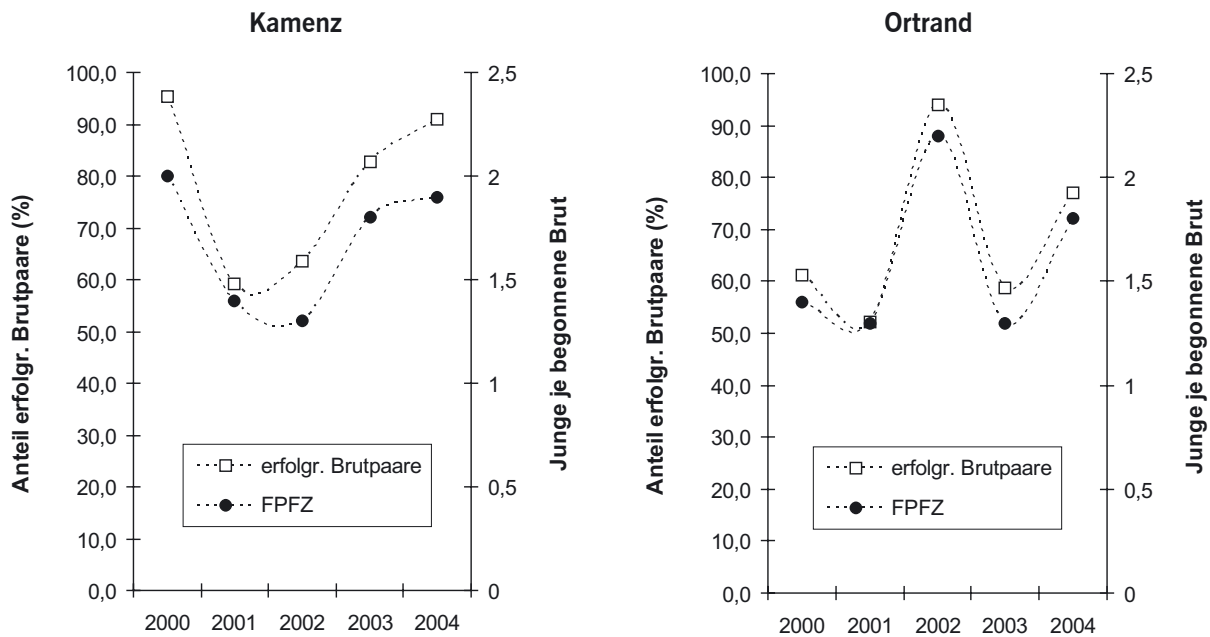 Kamenz
Anteil erfolgr. Brutpaare (%)
100,0
90,0
80,0
70,0
60,0
50,0
40,0
30,0
20,0
10,0
0,0
2,5
2
1,5
1
0,5
0
Junge je begonnene Brut
erfolgr. Brutpaare
FPFZ
2000 2001 2002 2003 2004
Ortrand
Anteil erfolgr. Brutpaare (%)
100,0
90,0
80,0
70,0
60,0
50,0
40,0
30,0
20,0
10,0
0,0
2,5
2
1,5
1
0,5
0
Junge je begonnene Brut
erfolgr. Brutpaare
FPFZ
2000 2001 2002 2003 2004